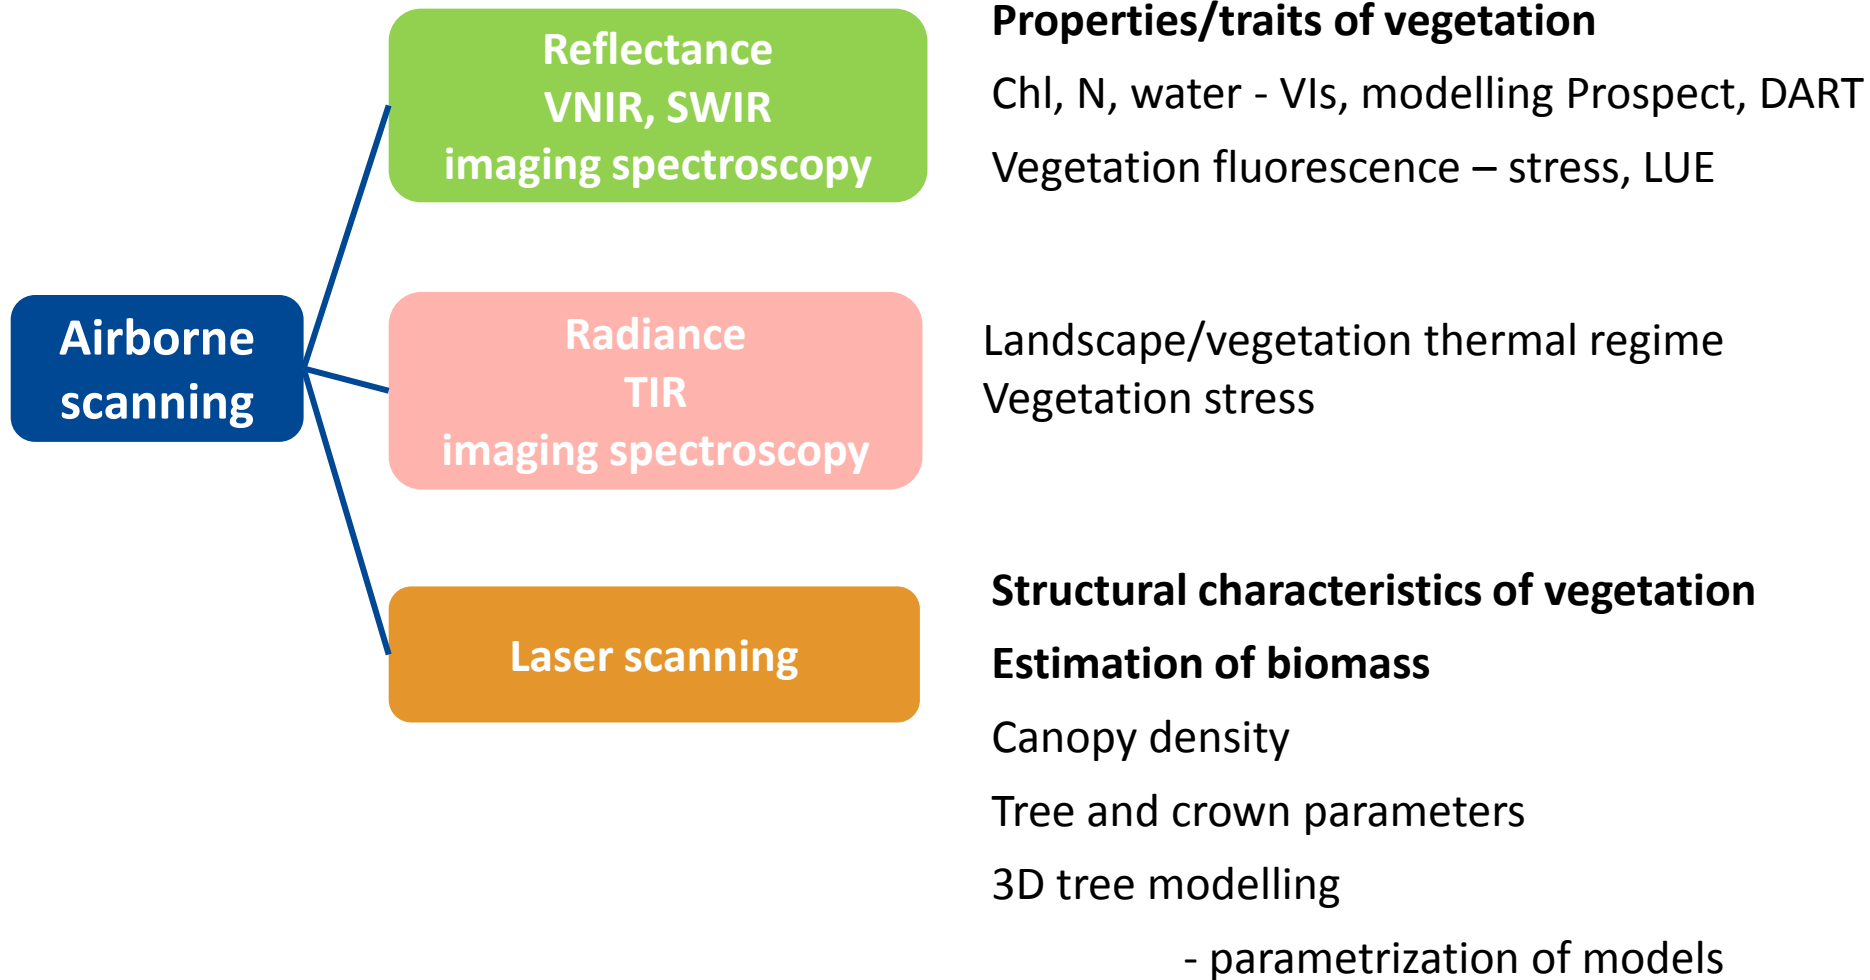 Properties/traits of vegetation
Reflectance
VNIR, SWIR
imaging spectroscopy
Chl, N, water - VIs, modelling Prospect, DART
Vegetation fluorescence – stress, LUE
Airborne
scanning
Radiance
TIR
imaging spectroscopy
Landscape/vegetation thermal regime
Vegetation stress
Laser scanning
Structural characteristics of vegetation
Estimation of biomass
Canopy density
Tree and crown parameters
3D tree modelling
- parametrization of models